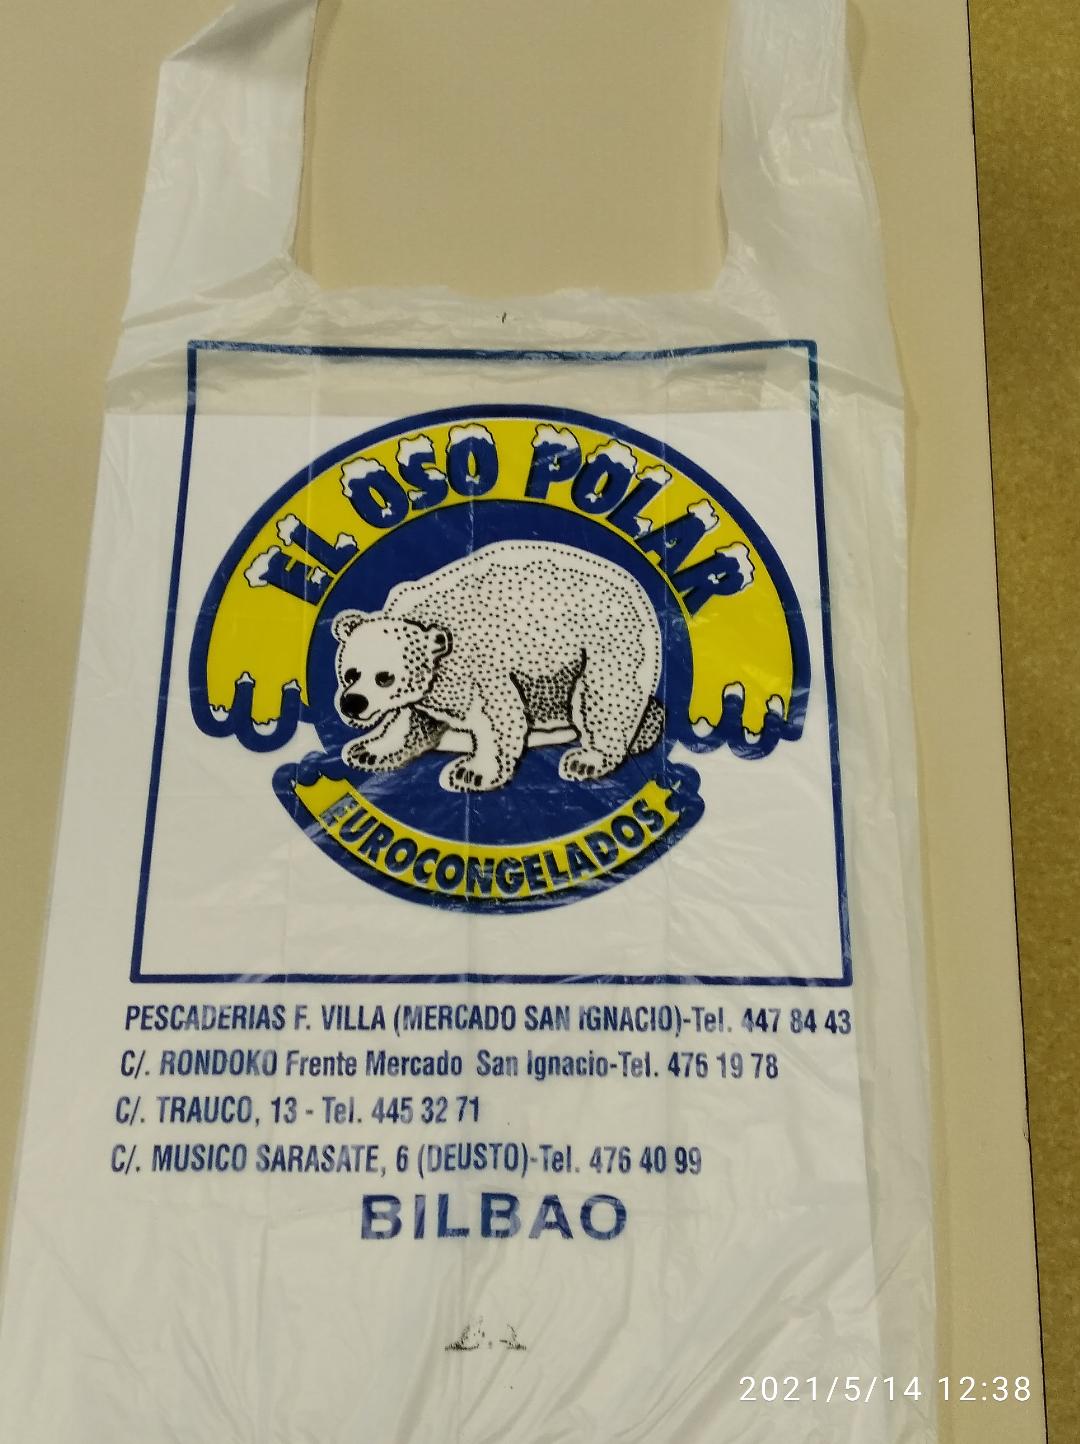 EL OSO POLAR
EUROCONGELADOS
PESCADERIAS F. VILLA (MERCADO SAN IGNACIO)-Tel. 447 84 43
C/. RONDOKO Frente Mercado San Ignacio-Tel. 476 19 78
C/. TRAUCO, 13 - Tel. 445 32 71
C/. MUSICO SARASATE, 6 (DEUSTO)-Tel. 476 40 99
BILBAO
2021/5/14 12:38